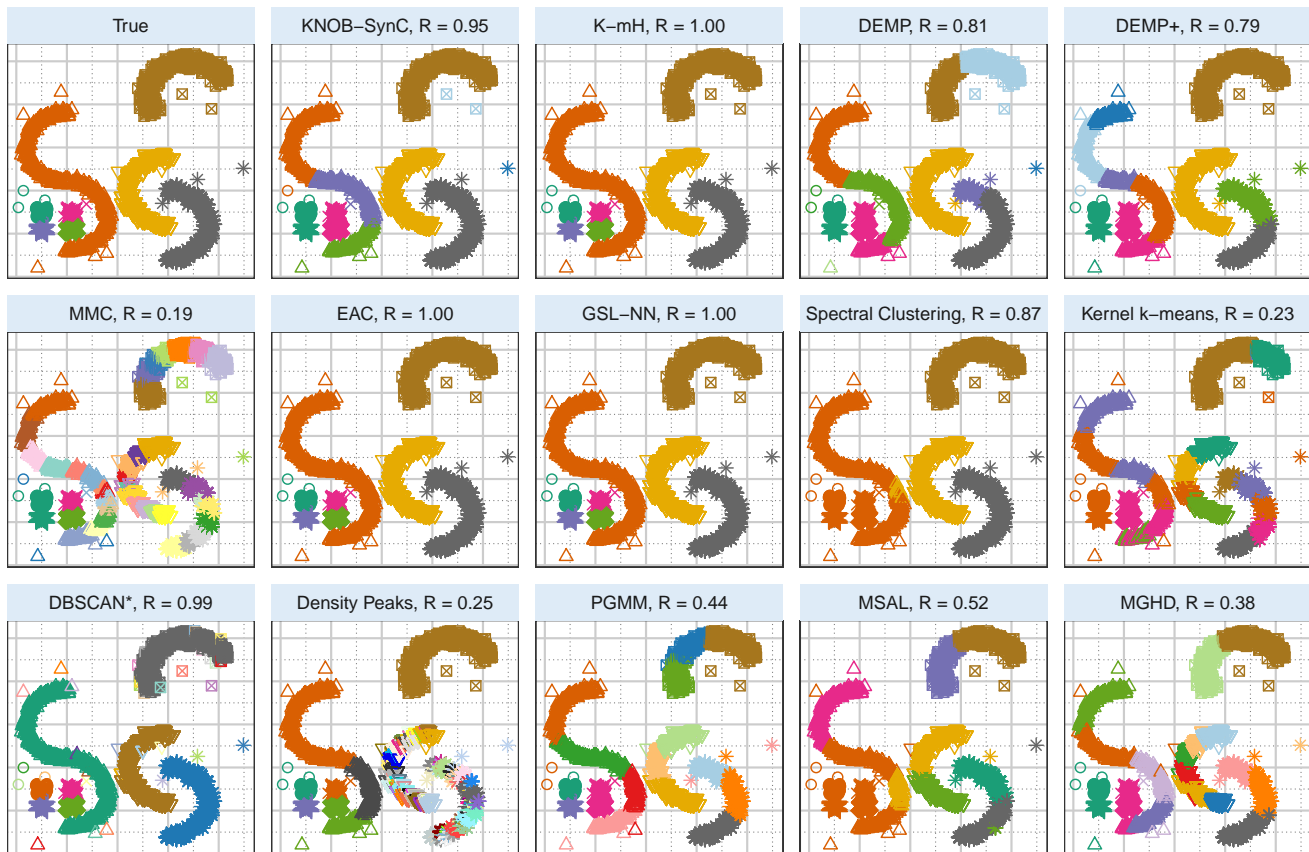 True
KNOB−SynC, R = 0.95
K−mH, R = 1.00
DEMP, R = 0.81
DEMP+, R = 0.79
MMC, R = 0.19
EAC, R = 1.00
GSL−NN, R = 1.00
Spectral Clustering, R = 0.87
Kernel k−means, R = 0.23
DBSCAN*, R = 0.99
Density Peaks, R = 0.25
PGMM, R = 0.44
MSAL, R = 0.52
MGHD, R = 0.38